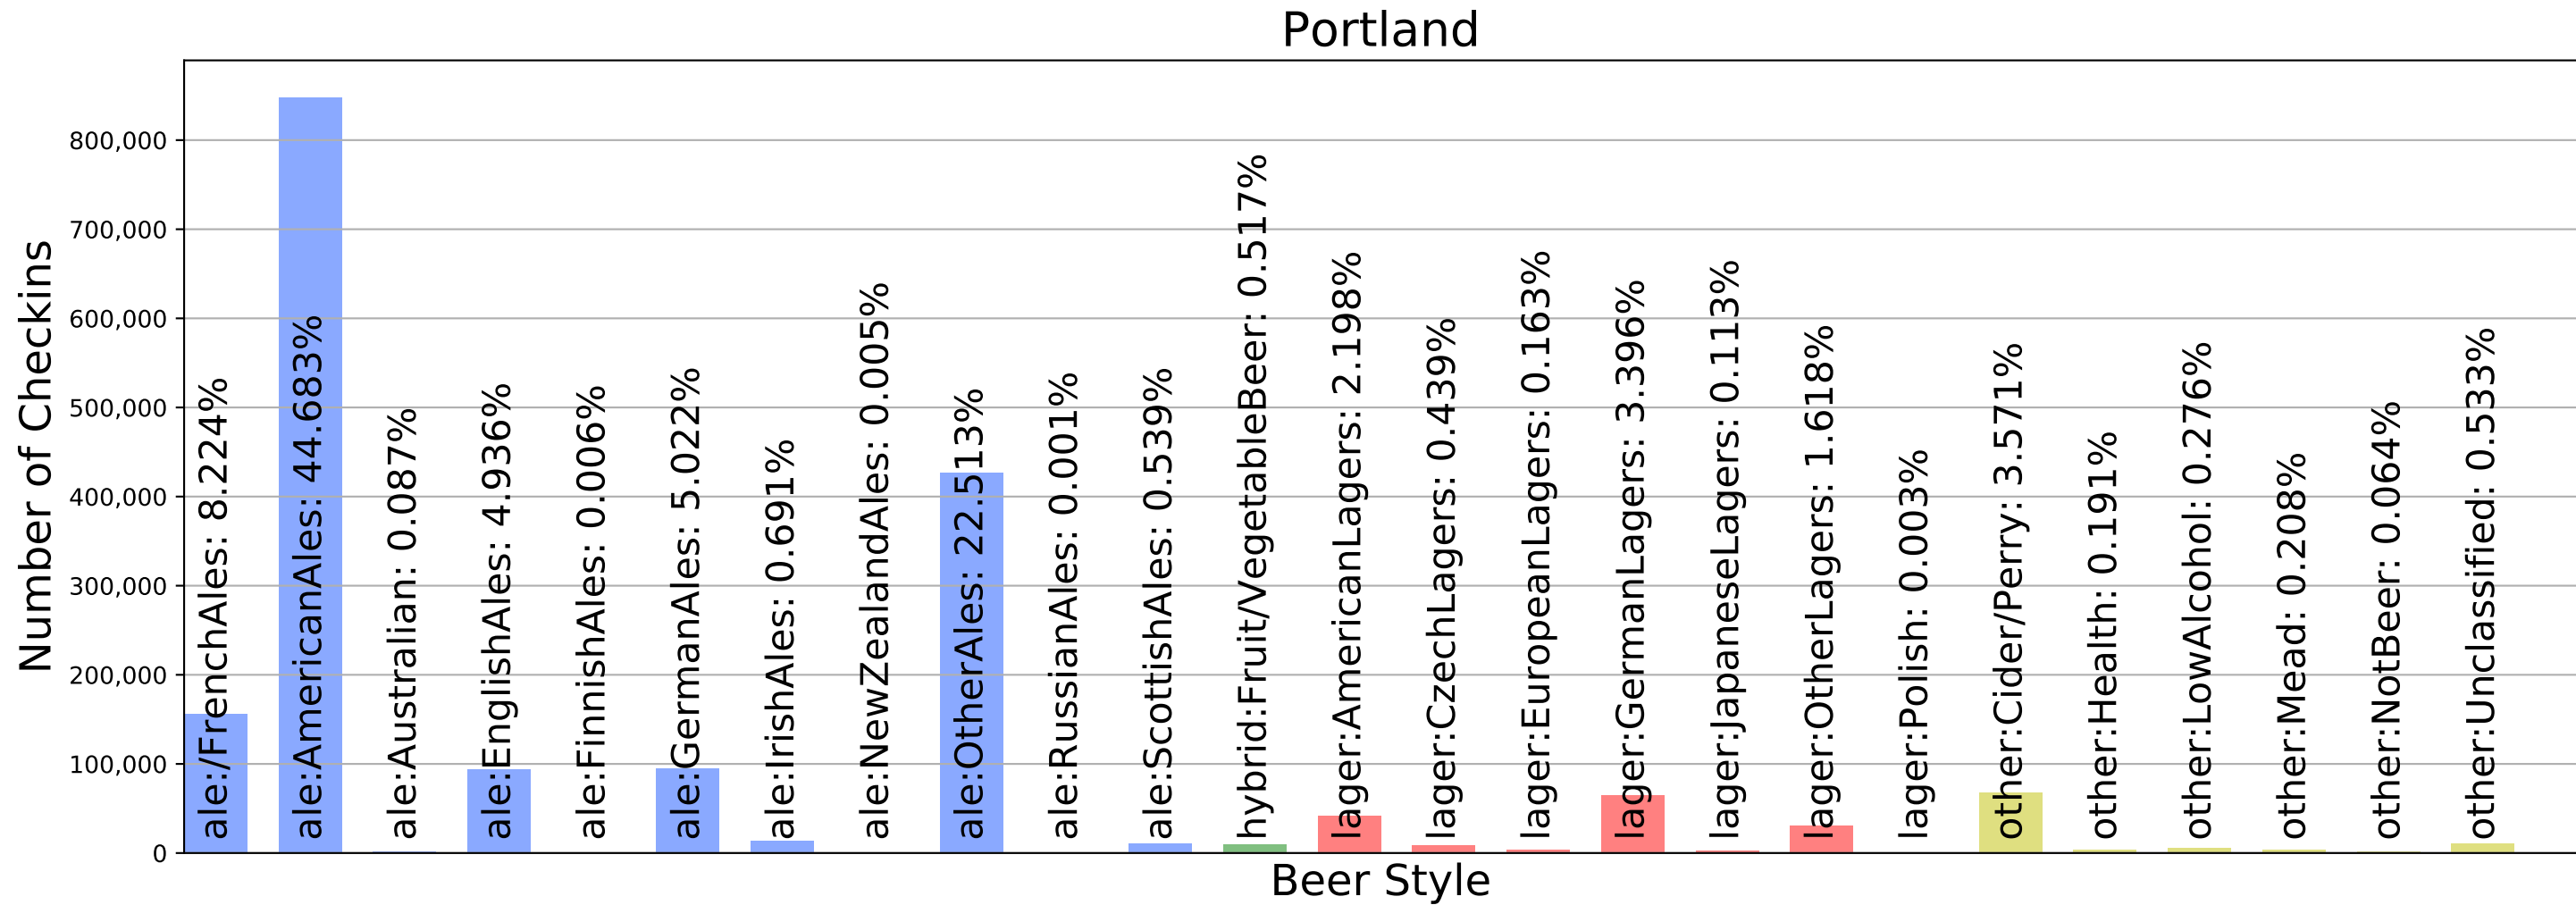 Portland
Number of Checkins
800,000
700,000
600,000
500,000
400,000
300,000
200,000
100,000
0
ale:/FrenchAles: 8.224%
ale:AmericanAles: 44.683%
ale:Australian: 0.087%
ale:EnglishAles: 4.936%
ale:FinnishAles: 0.006%
ale:GermanAles: 5.022%
ale:IrishAles: 0.691%
ale:NewZealandAles: 0.005%
ale:OtherAles: 22.513%
ale:RussianAles: 0.001%
ale:ScottishAles: 0.539%
hybrid:Fruit/VegetableBeer: 0.517%
lager:AmericanLagers: 2.198%
lager:CzechLagers: 0.439%
lager:EuropeanLagers: 0.163%
lager:GermanLagers: 3.396%
lager:JapaneseLagers: 0.113%
lager:OtherLagers: 1.618%
lager:Polish: 0.003%
other:Cider/Perry: 3.571%
other:Health: 0.191%
other:LowAlcohol: 0.276%
other:Mead: 0.208%
other:NotBeer: 0.064%
other:Unclassified: 0.533%
Beer Style